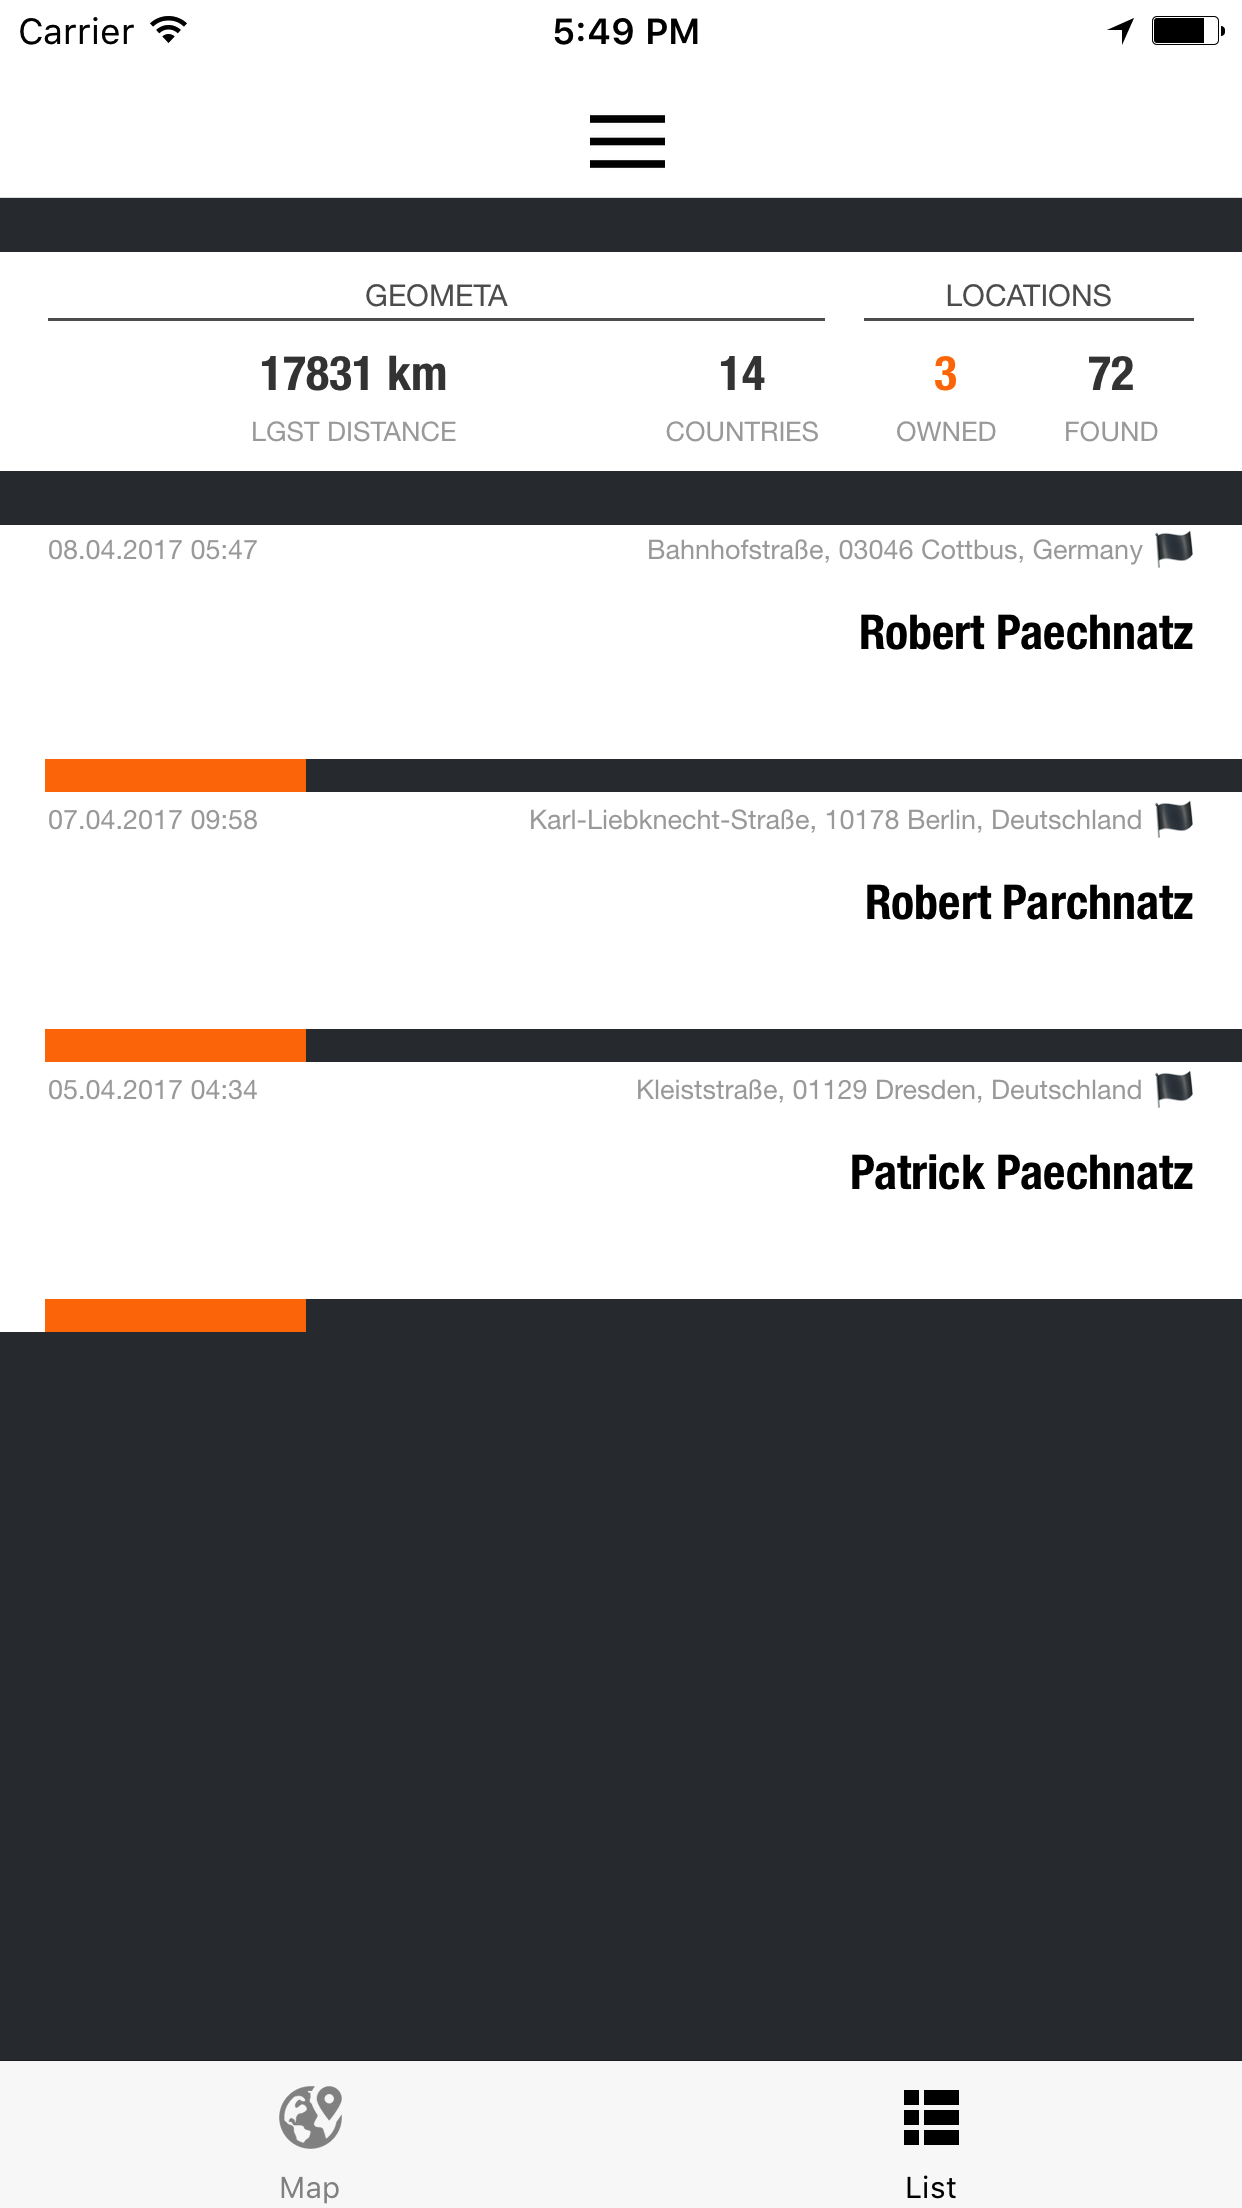 Carrier 5:49 PM
GEOMETA LOCATIONS
17831 km 14 3 72
LGST DISTANCE COUNTRIES OWNED FOUND
08.04.2017 05:47 Bahnhofstraße, 03046 Cottbus, Germany
Robert Paechnatz
07.04.2017 09:58 Karl-Liebknecht-Straße, 10178 Berlin, Deutschland
Robert Parchnatz
05.04.2017 04:34 Kleiststraße, 01129 Dresden, Deutschland
Patrick Paechnatz
Map List